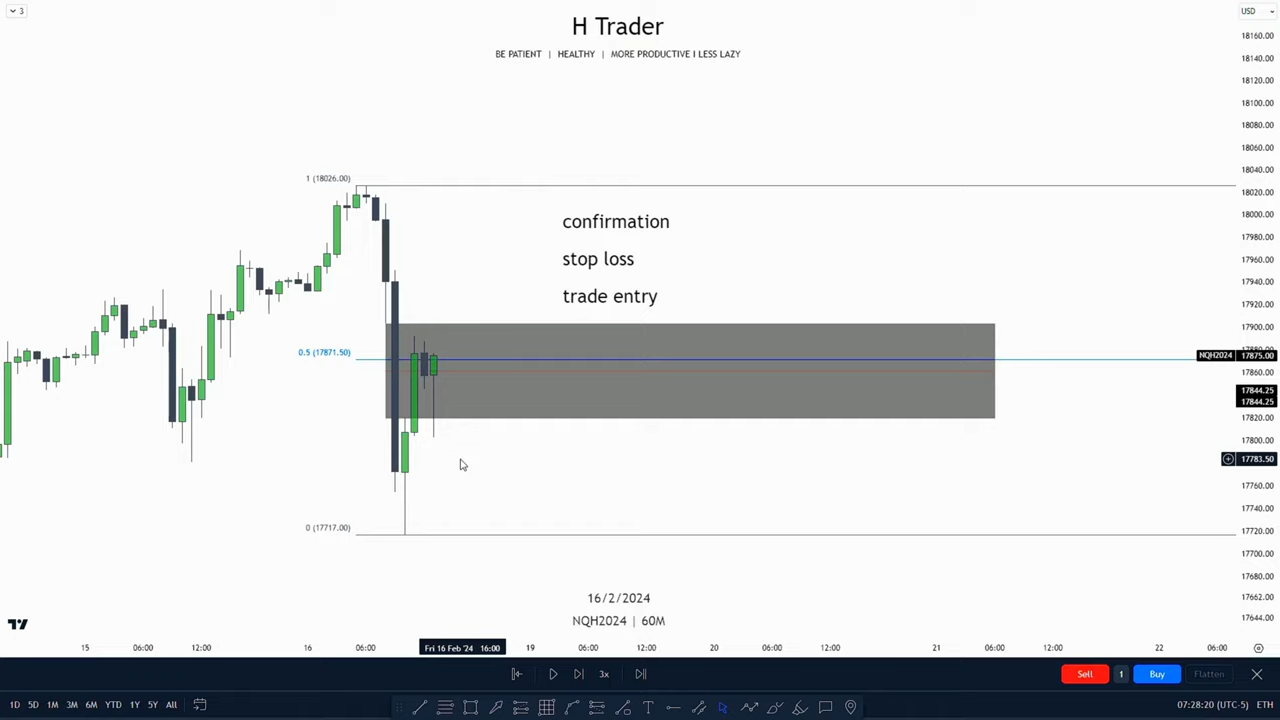 3
H Trader
USD
BE PATIENT | HEALTHY | MORE PRODUCTIVE I LESS LAZY
18160.00
18140.00
18120.00
18100.00
18080.00
18060.00
18040.00
18020.00
18000.00
17980.00
17960.00
17940.00
17920.00
17900.00
1 (18026.00)
confirmation
stop loss
trade entry
0.5 (17871.50)
NQH2024 17875.00
17860.00
17844.25
17844.25
17820.00
17800.00
17783.50
17760.00
17740.00
17720.00
17700.00
17680.00
17662.00
17644.00
0 (17717.00)
16/2/2024
NQH2024 | 60M
15 06:00 12:00 16 06:00 Fri 16 Feb '24 16:00 19 06:00 12:00 20 06:00 12:00 21 06:00 12:00 22 06:00
3x Sell 1 Buy Flatten
1D 5D 1M 3M 6M YTD 1Y 5Y All 07:28:20 (UTC-5) ETH